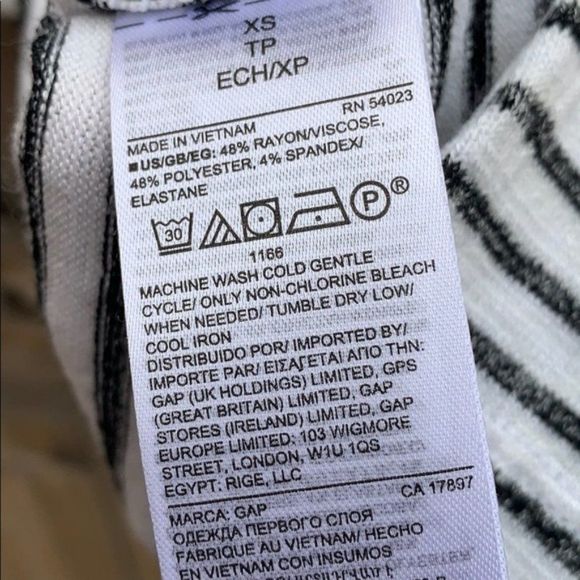 XS
TP
ECH/XP
RN 54023
MADE IN VIETNAM
■US/GB/EG: 48% RAYON/VISCOSE,
48% POLYESTER, 4% SPANDEX/
ELASTANE
30 P®
1166
MACHINE WASH COLD GENTLE
CYCLE/ ONLY NON-CHLORINE BLEACH
WHEN NEEDED/ TUMBLE DRY LOW/
COOL IRON
DISTRIBUIDO POR/ IMPORTED BY/
IMPORTE PAR/ ΕΙΣΑΓΕΤΑΙ ΑΠΟ ΤΗΝ:
GAP (UK HOLDINGS) LIMITED, GPS
(GREAT BRITAIN) LIMITED, GAP
STORES (IRELAND) LIMITED, GAP
EUROPE LIMITED: 103 WIGMORE
STREET, LONDON, W1U 1QS
EGYPT: RIGE, LLC
CA 17897
MARCA: GAP
ОДЕЖДА ПЕРВОГО СЛОЯ
FABRIQUE AU VIETNAM/ HECHO
EN VIETNAM CON INSUMOS